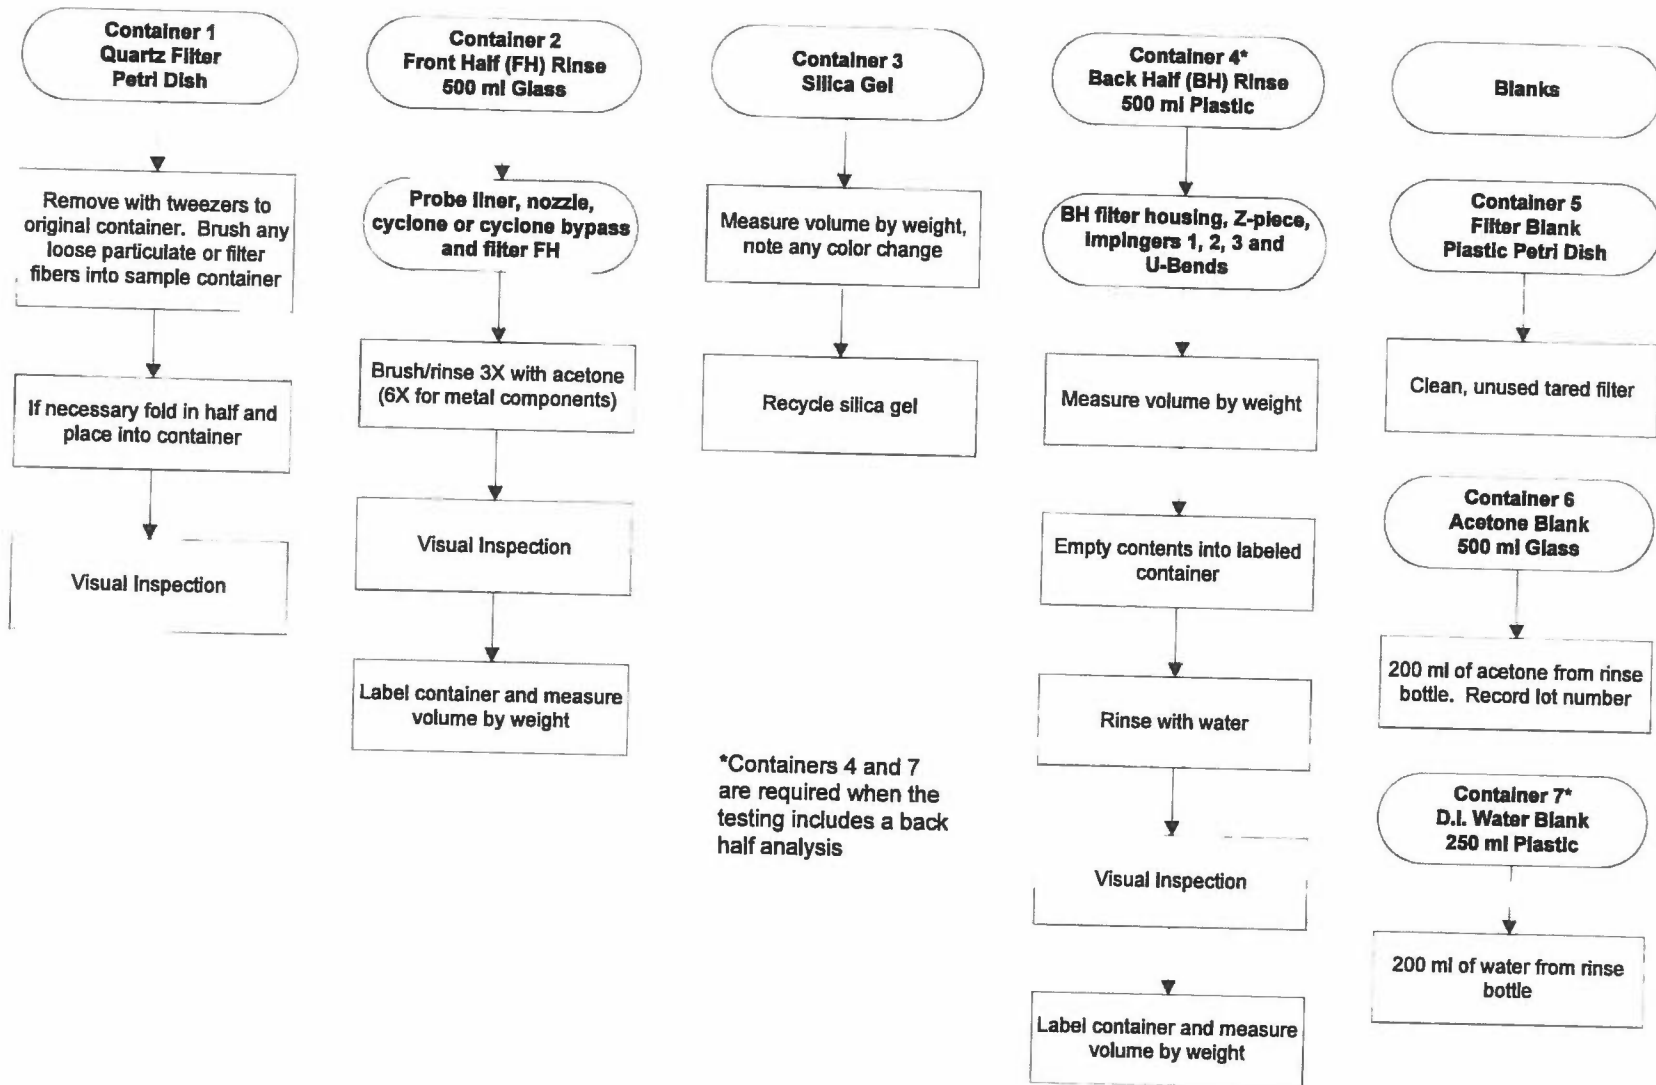 Container 1
Quartz Filter
Petri Dish
Remove with tweezers to
original container. Brush any
loose particulate or filter
fibers into sample container
If necessary fold in half and
place into container
Visual Inspection
Container 2
Front Half (FH) Rinse
500 ml Glass
Probe liner, nozzle,
cyclone or cyclone bypass
and filter FH
Brush/rinse 3X with acetone
(6X for metal components)
Visual Inspection
Label container and measure
volume by weight
Container 3
Silica Gel
Measure volume by weight,
note any color change
Recycle silica gel
*Containers 4 and 7
are required when the
testing includes a back
half analysis
Container 4*
Back Half (BH) Rinse
500 ml Plastic
BH filter housing, Z-piece,
Impingers 1, 2, 3 and
U-Bends
Measure volume by weight
Empty contents into labeled
container
Rinse with water
Visual Inspection
Label container and measure
volume by weight
Blanks
Container 5
Filter Blank
Plastic Petri Dish
Clean, unused tared filter
Container 6
Acetone Blank
500 ml Glass
200 ml of acetone from rinse
bottle. Record lot number
Container 7*
D.I. Water Blank
250 ml Plastic
200 ml of water from rinse
bottle